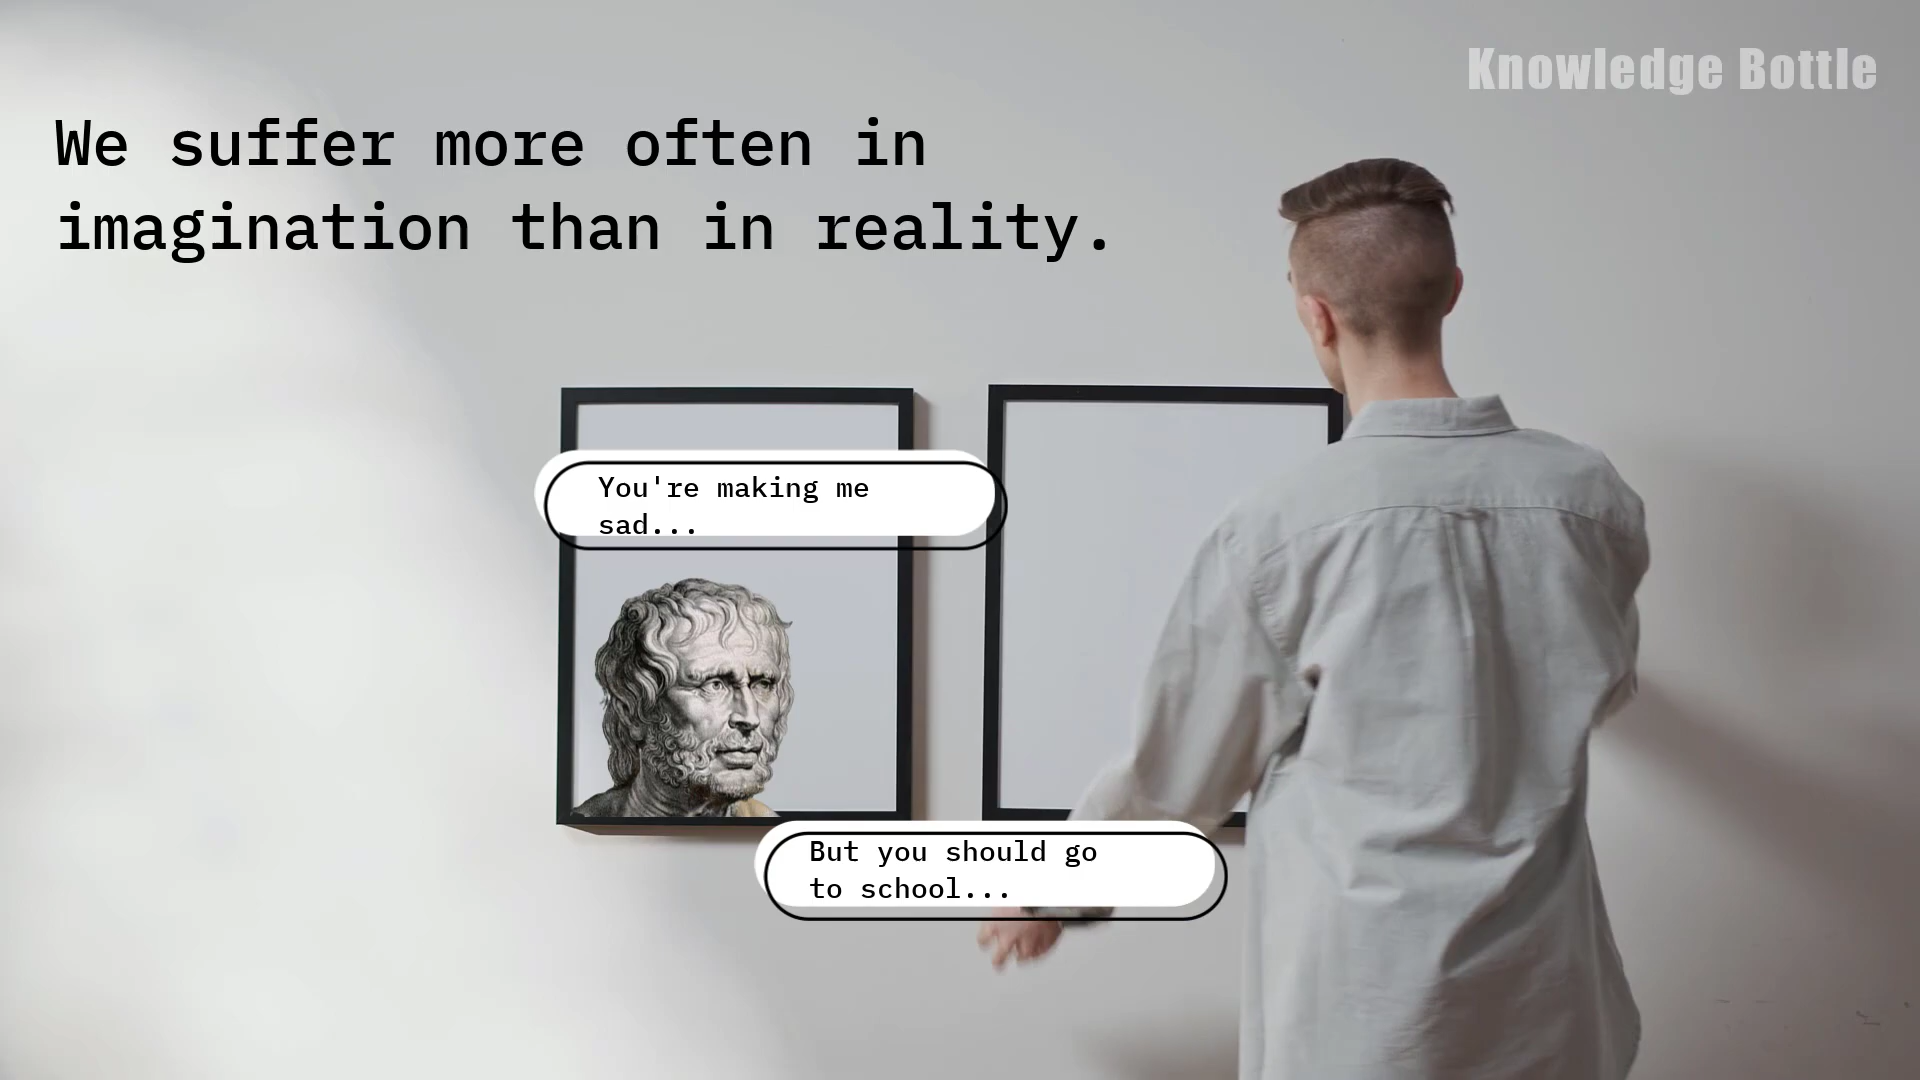 Knowledge Bottle
We suffer more often in
imagination than in reality.
You're making me
sad...
But you should go
to school...